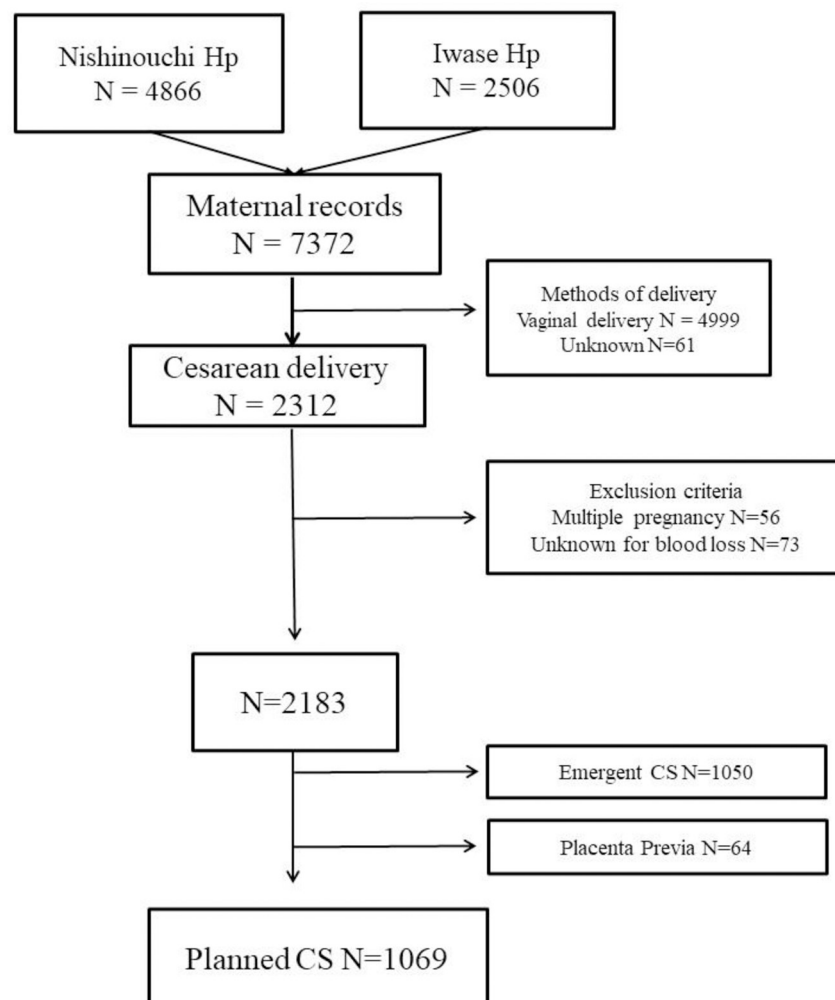 Nishinouchi Hp
N = 4866
Iwase Hp
N = 2506
Maternal records
N = 7372
Methods of delivery
Vaginal delivery N = 4999
Unknown N=61
Cesarean delivery
N = 2312
Exclusion criteria
Multiple pregnancy N=56
Unknown for blood loss N=73
N=2183
Emergent CS N=1050
Placenta Previa N=64
Planned CS N=1069